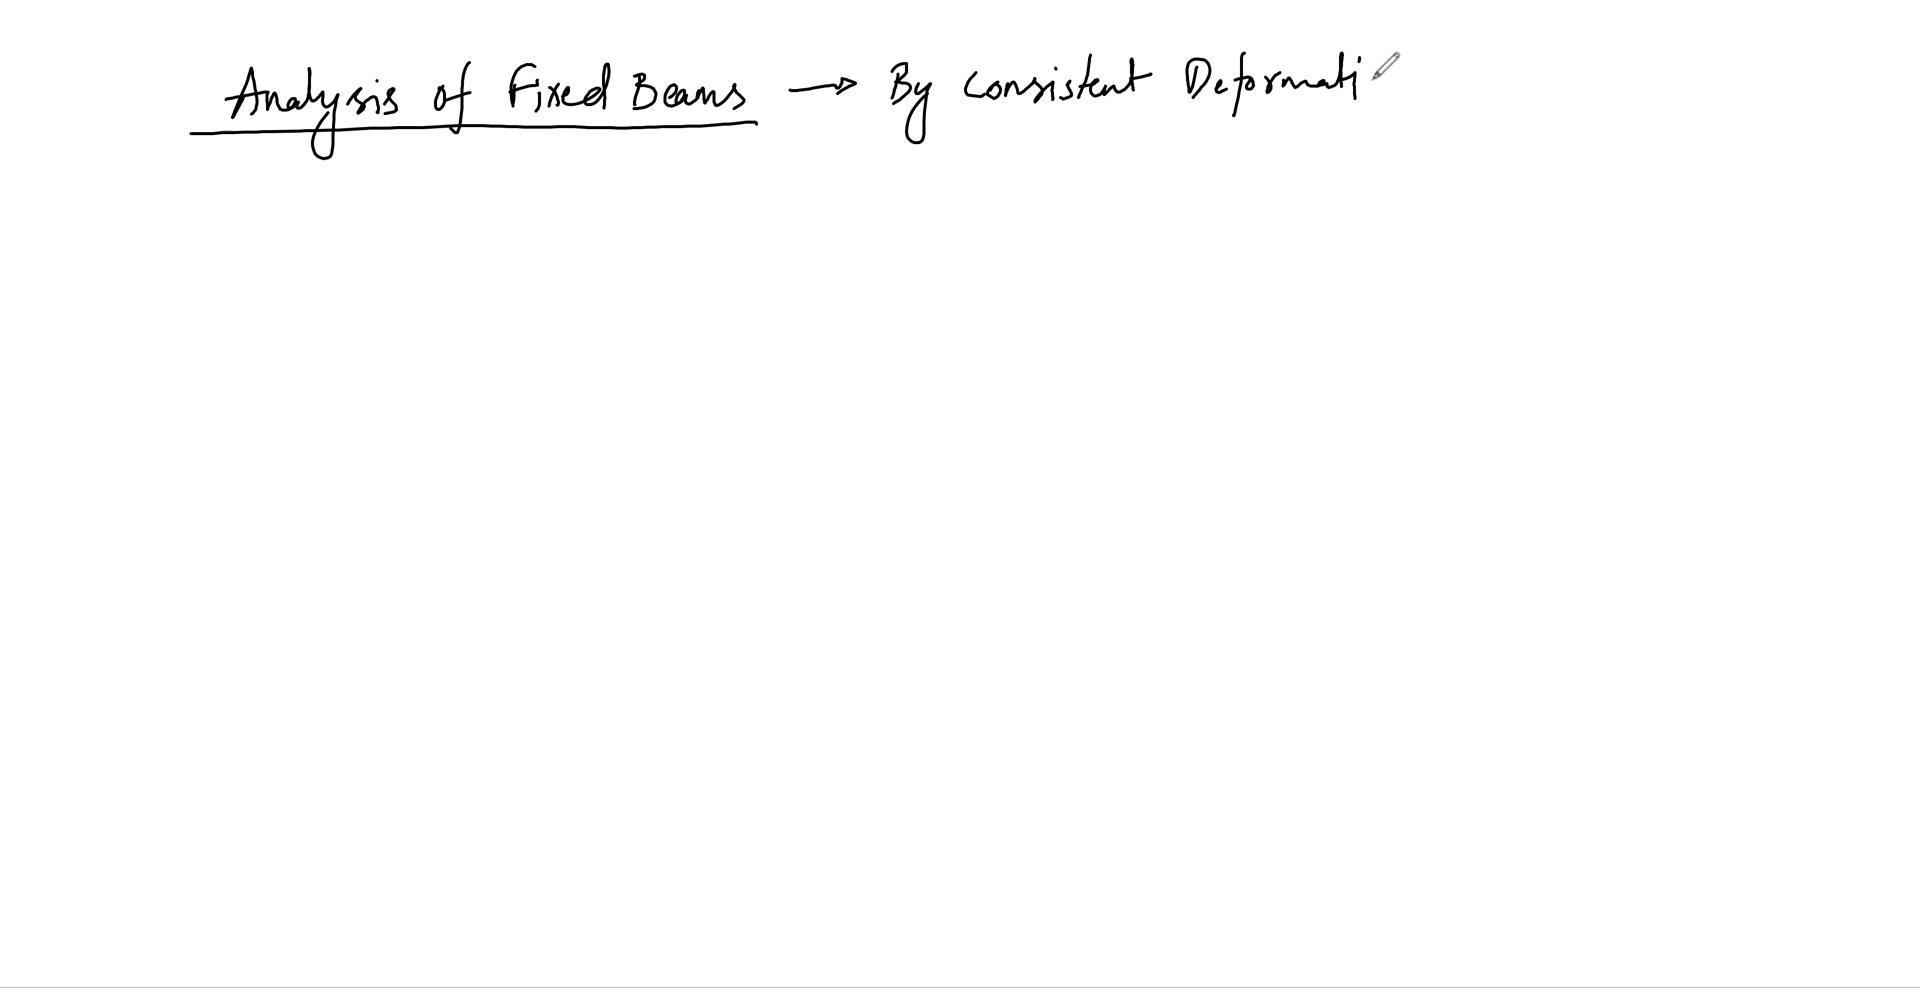 Analysis of Fixed Beams → By Consistent Deformati